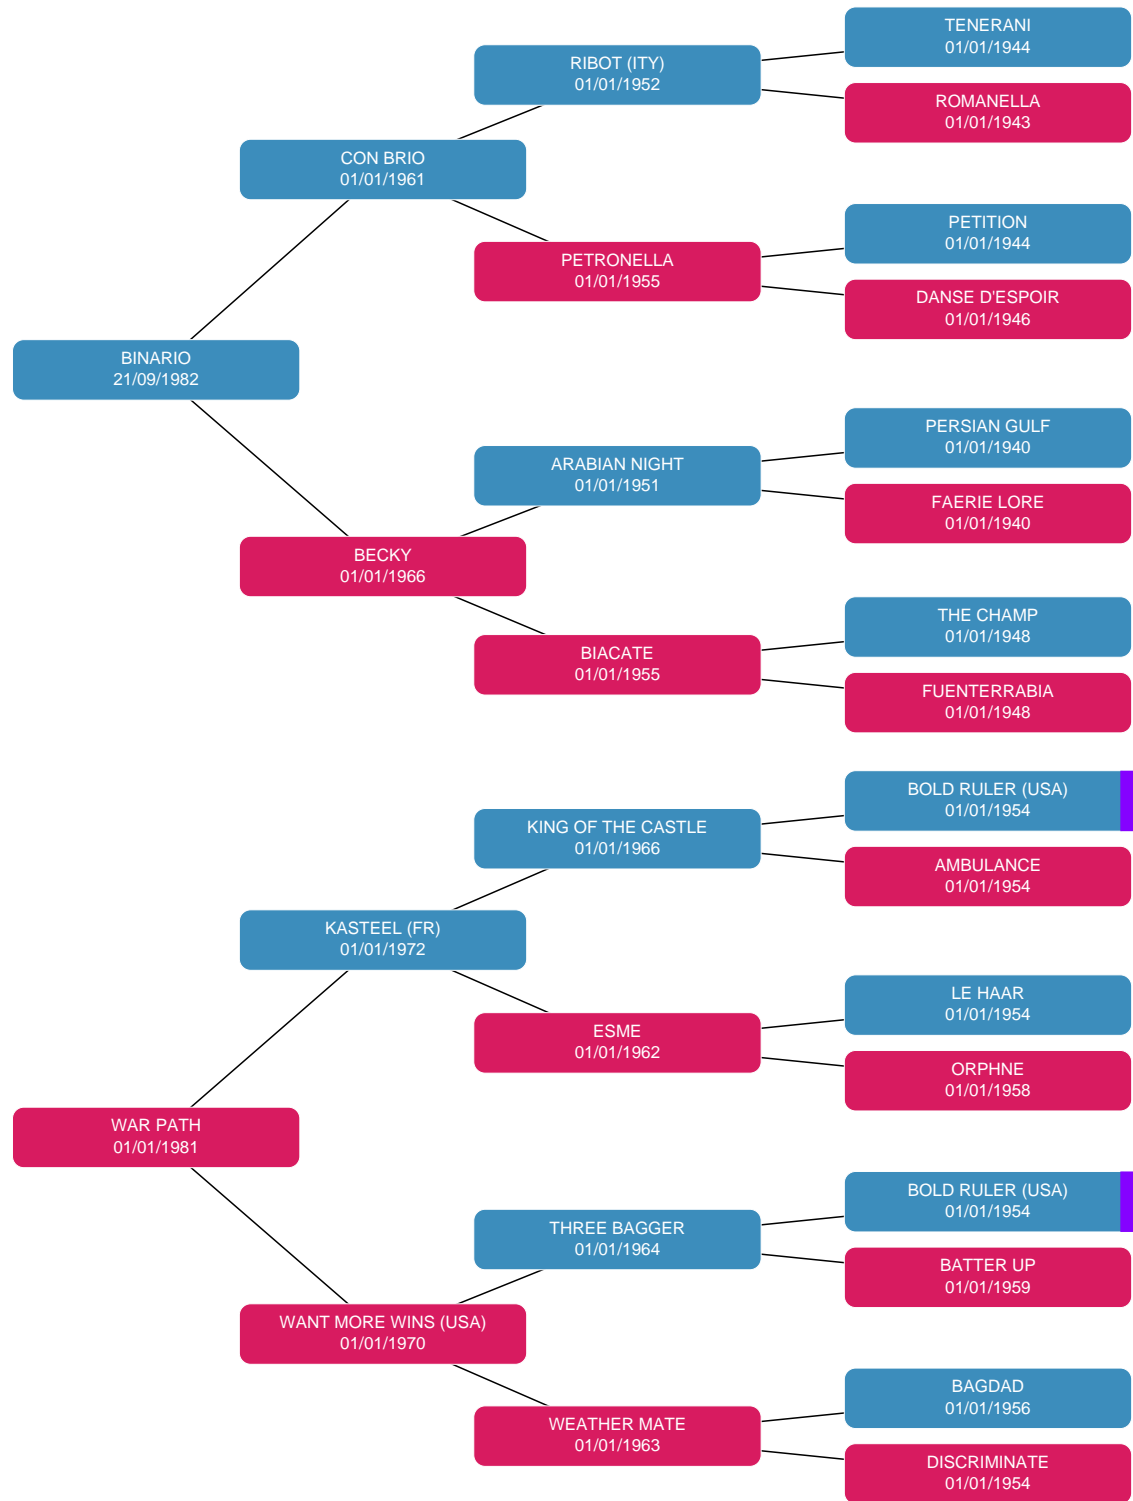 TENERANI
01/01/1944
RIBOT (ITY)
01/01/1952
ROMANELLA
01/01/1943
CON BRIO
01/01/1961
PETITION
01/01/1944
PETRONELLA
01/01/1955
DANSE D'ESPOIR
01/01/1946
BINARIO
21/09/1982
PERSIAN GULF
01/01/1940
ARABIAN NIGHT
01/01/1951
FAERIE LORE
01/01/1940
BECKY
01/01/1966
THE CHAMP
01/01/1948
BIACATE
01/01/1955
FUENTERRABIA
01/01/1948
BOLD RULER (USA)
01/01/1954
KING OF THE CASTLE
01/01/1966
AMBULANCE
01/01/1954
KASTEEL (FR)
01/01/1972
LE HAAR
01/01/1954
ESME
01/01/1962
ORPHNE
01/01/1958
WAR PATH
01/01/1981
BOLD RULER (USA)
01/01/1954
THREE BAGGER
01/01/1964
BATTER UP
01/01/1959
WANT MORE WINS (USA)
01/01/1970
BAGDAD
01/01/1956
WEATHER MATE
01/01/1963
DISCRIMINATE
01/01/1954